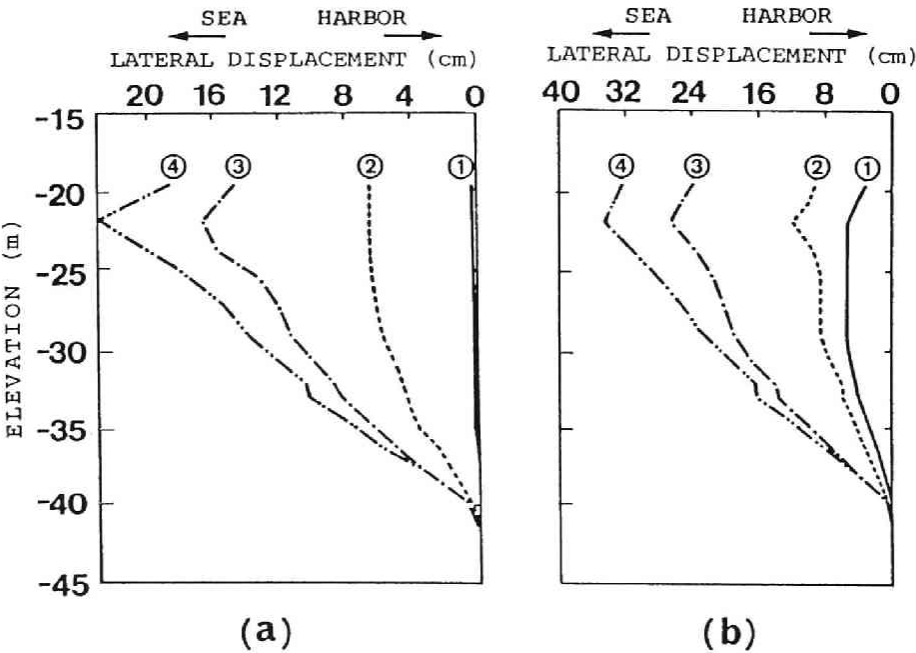 SEA HARBOR
LATERAL DISPLACEMENT (cm)
20 16 12 8 4 0
-15
-20
-25
-30
-35
-40
-45
ELEVATION (m)
④ ③ ② ①
(a)
SEA HARBOR
LATERAL DISPLACEMENT (cm)
40 32 24 16 8 0
④ ③ ② ①
(b)